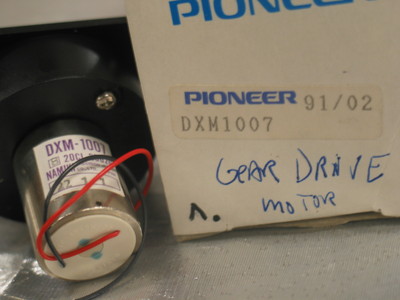 PIONEER
PIONEER 91/02
DXM1007
GEAR DRIVE
MOTOR
DXM-1007